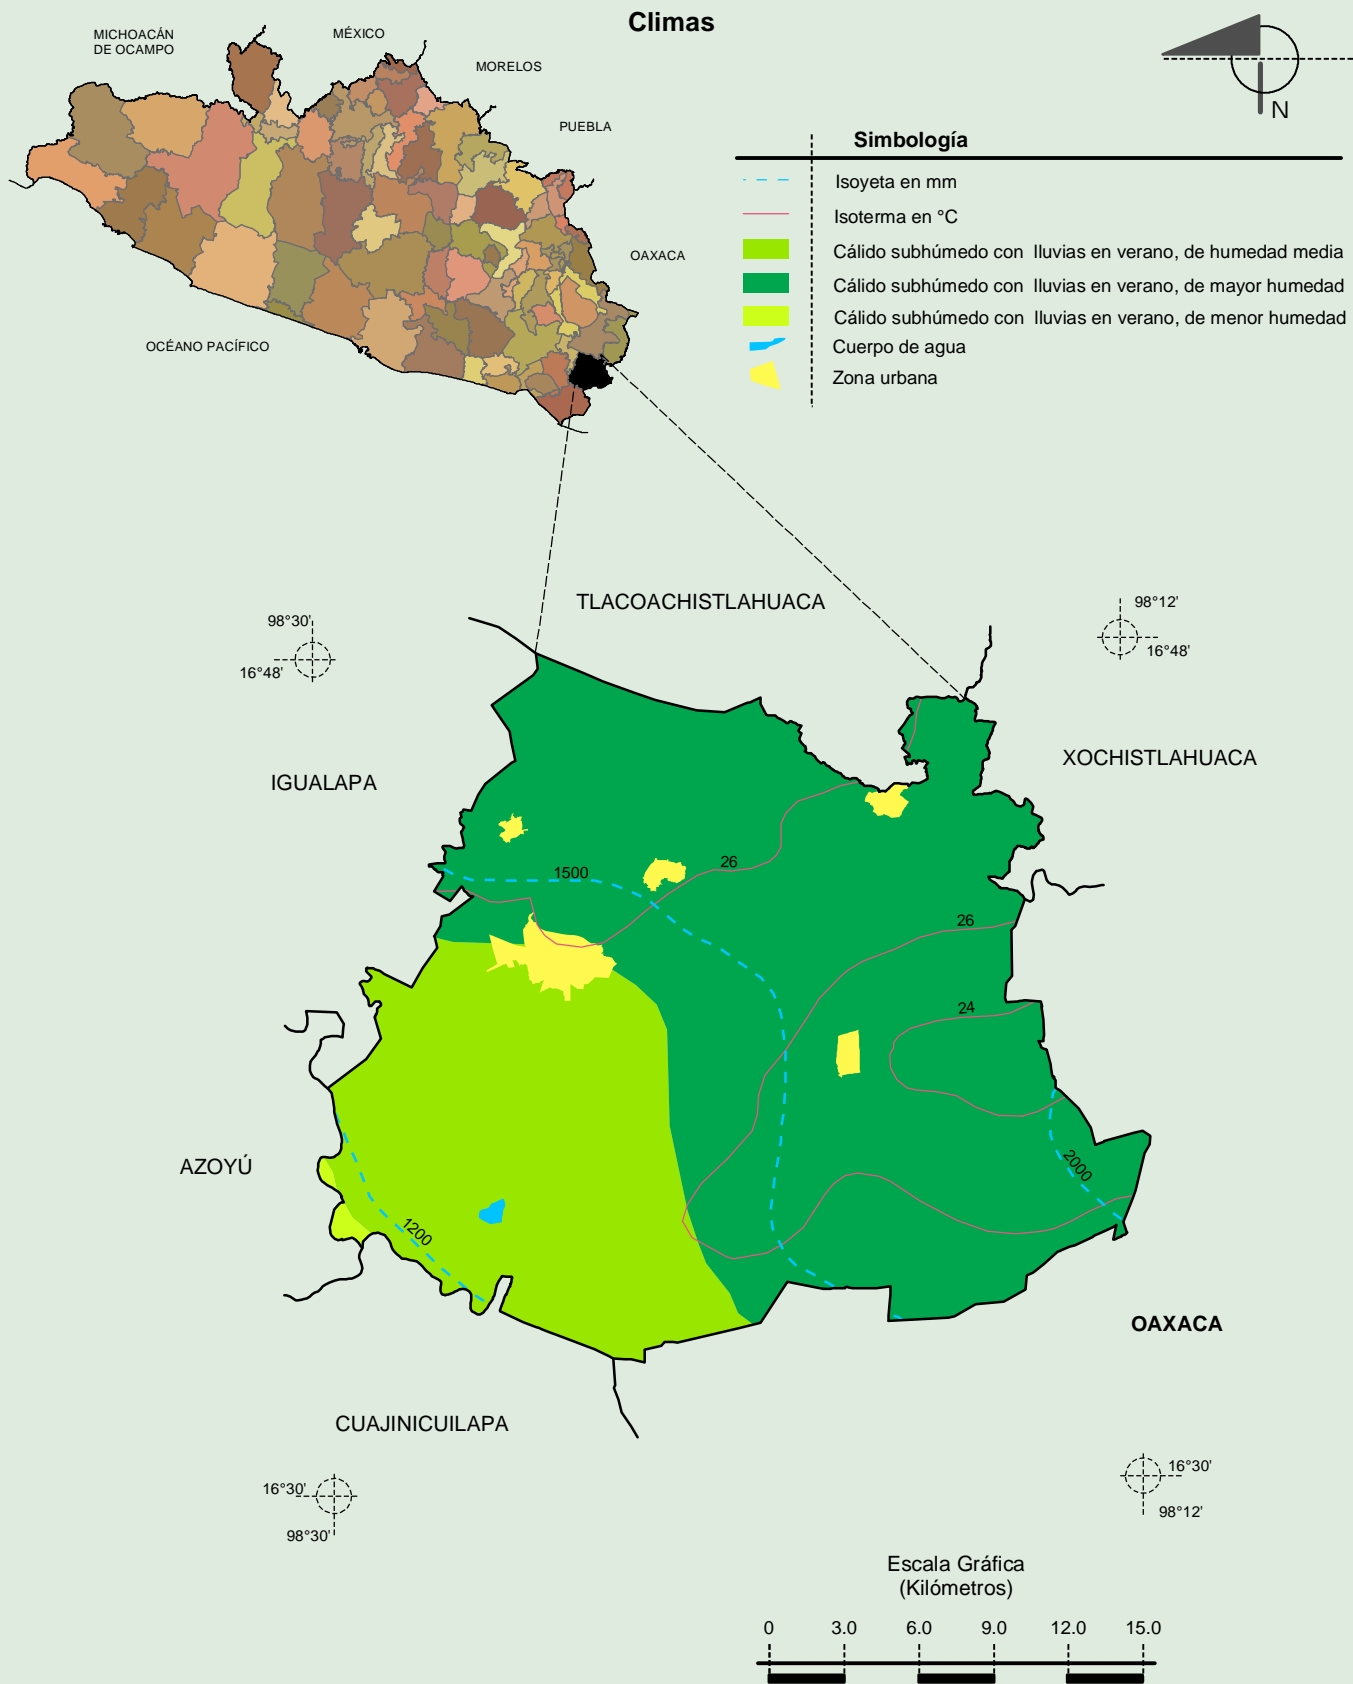 Climas
MICHOACÁN
DE OCAMPO
MÉXICO
MORELOS
PUEBLA
OAXACA
OCÉANO PACÍFICO
N
Simbología
Isoyeta en mm
Isoterma en °C
Cálido subhúmedo con lluvias en verano, de humedad media
Cálido subhúmedo con lluvias en verano, de mayor humedad
Cálido subhúmedo con lluvias en verano, de menor humedad
Cuerpo de agua
Zona urbana
TLACOACHISTLAHUACA
98°30'
16°48'
98°12'
16°48'
IGUALAPA
XOCHISTLAHUACA
1500
26
26
24
AZOYÚ
2000
1200
OAXACA
CUAJINICUILAPA
16°30'
98°30'
16°30'
98°12'
Escala Gráfica
(Kilómetros)
0 3.0 6.0 9.0 12.0 15.0